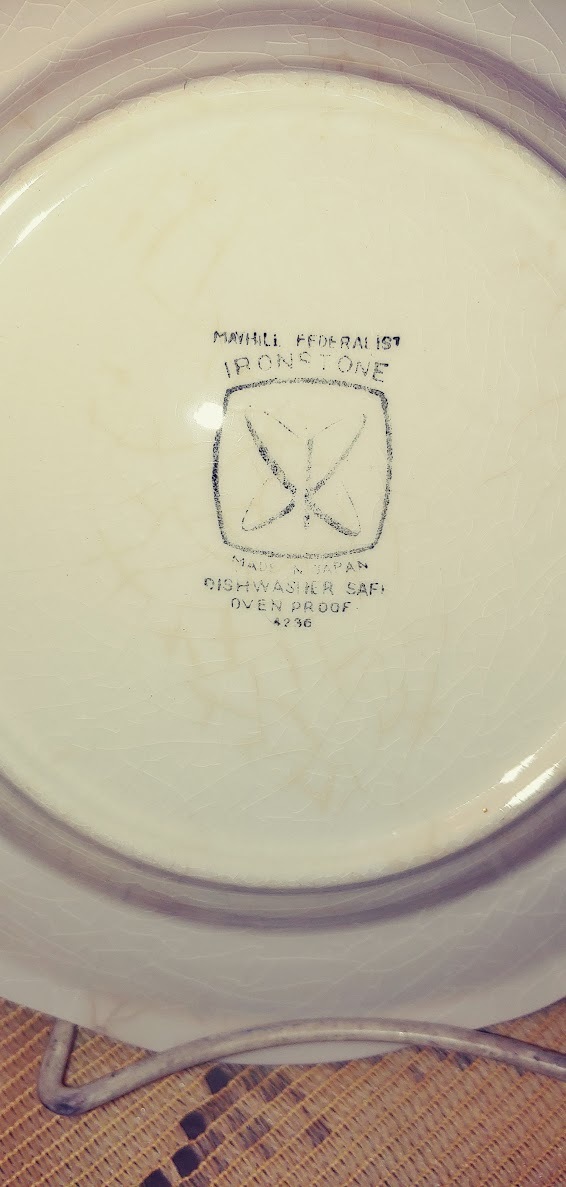 MAYHILL FEDERALIST
IRONSTONE
MADE IN JAPAN
DISHWASHER SAFE
OVEN PROOF
4236